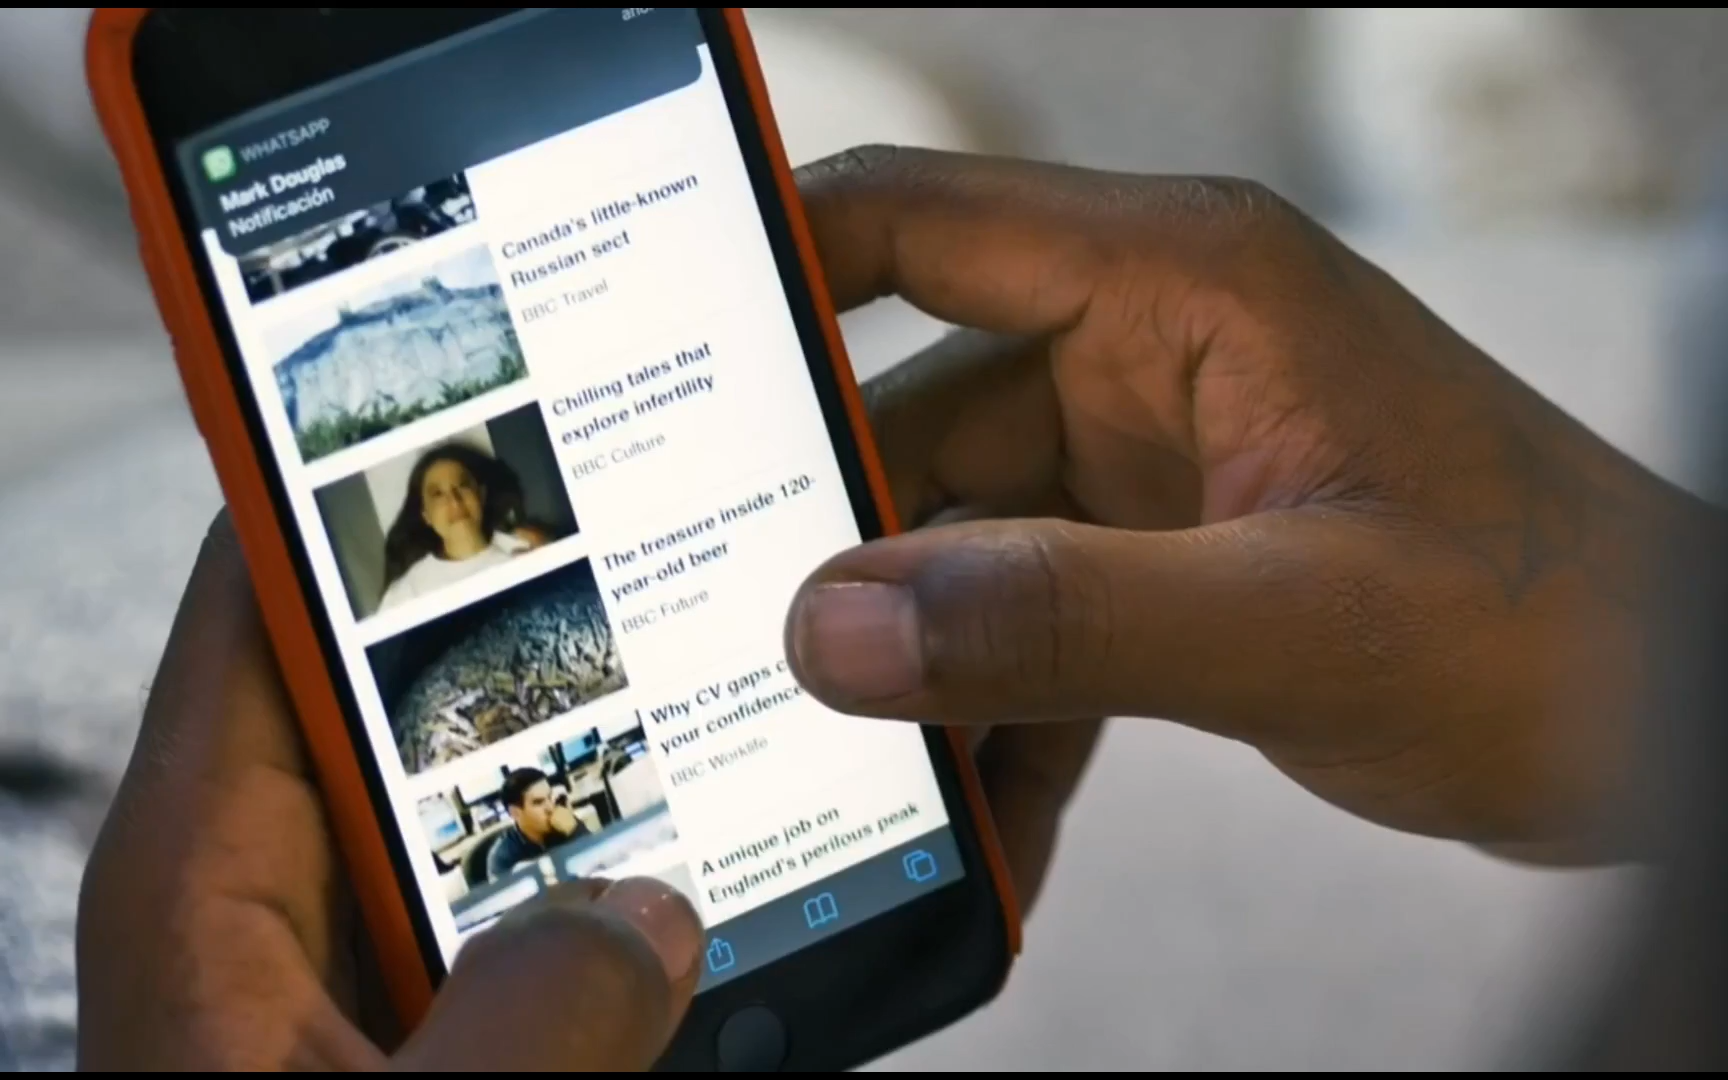 WHATSAPP
Mark Douglas
Notificación
Canada's little-known
Russian sect
BBC Travel
Chilling tales that
explore infertility
BBC Culture
The treasure inside 120-
year-old beer
BBC Future
Why CV gaps
your confidence
BBC Worklife
A unique job on
England's perilous peak